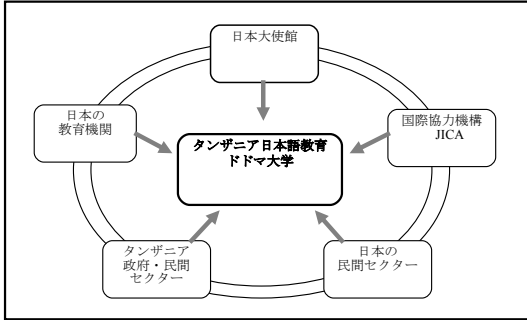 日本大使館
日本の
教育機関
国際協力機構
JICA
タンザニア日本語教育
ドドマ大学
タンザニア
政府・民間
セクター
日本の
民間セクター